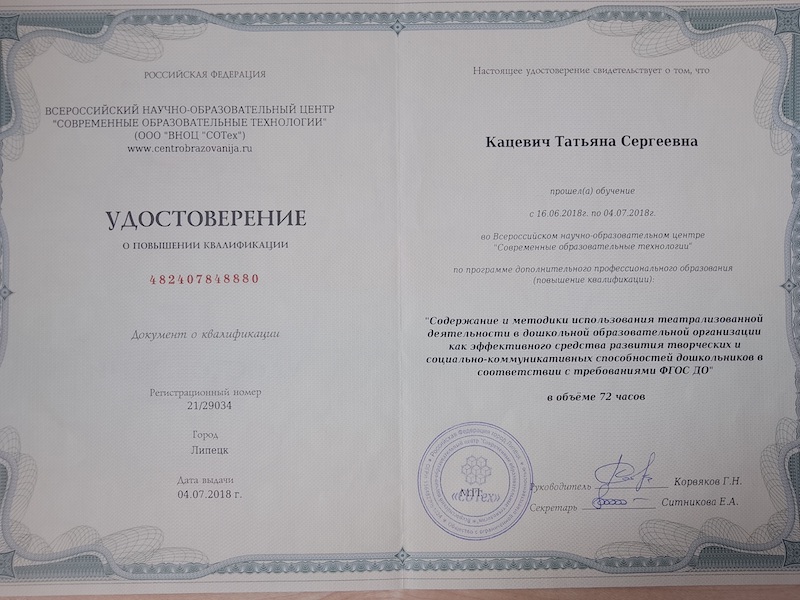 РОССИЙСКАЯ ФЕДЕРАЦИЯ
ВСЕРОССИЙСКИЙ НАУЧНО-ОБРАЗОВАТЕЛЬНЫЙ ЦЕНТР
"СОВРЕМЕННЫЕ ОБРАЗОВАТЕЛЬНЫЕ ТЕХНОЛОГИИ"
(ООО "ВНОЦ "СОТех")
www.centrobrazovanija.ru
УДОСТОВЕРЕНИЕ
О ПОВЫШЕНИИ КВАЛИФИКАЦИИ
482407848880
Документ о квалификации
Регистрационный номер
21/29034
Город
Липецк
Дата выдачи
04.07.2018 г.
Настоящее удостоверение свидетельствует о том, что
Кацевич Татьяна Сергеевна
прошел(а) обучение
с 16.06.2018г. по 04.07.2018г.
во Всероссийском научно-образовательном центре
"Современные образовательные технологии"
по программе дополнительного профессионального образования
(повышение квалификации):
"Содержание и методики использования театрализованной
деятельности в дошкольной образовательной организации
как эффективного средства развития творческих и
социально-коммуникативных способностей дошкольников в
соответствии с требованиями ФГОС ДО"
в объёме 72 часов
М.П.
«СОТех»
Руководитель Корвяков Г.Н.
Секретарь Ситникова Е.А.